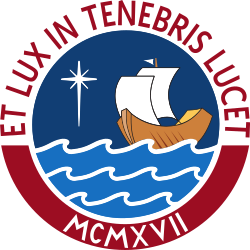 ET LUX IN TENEBRIS LUCET
MCMXVII